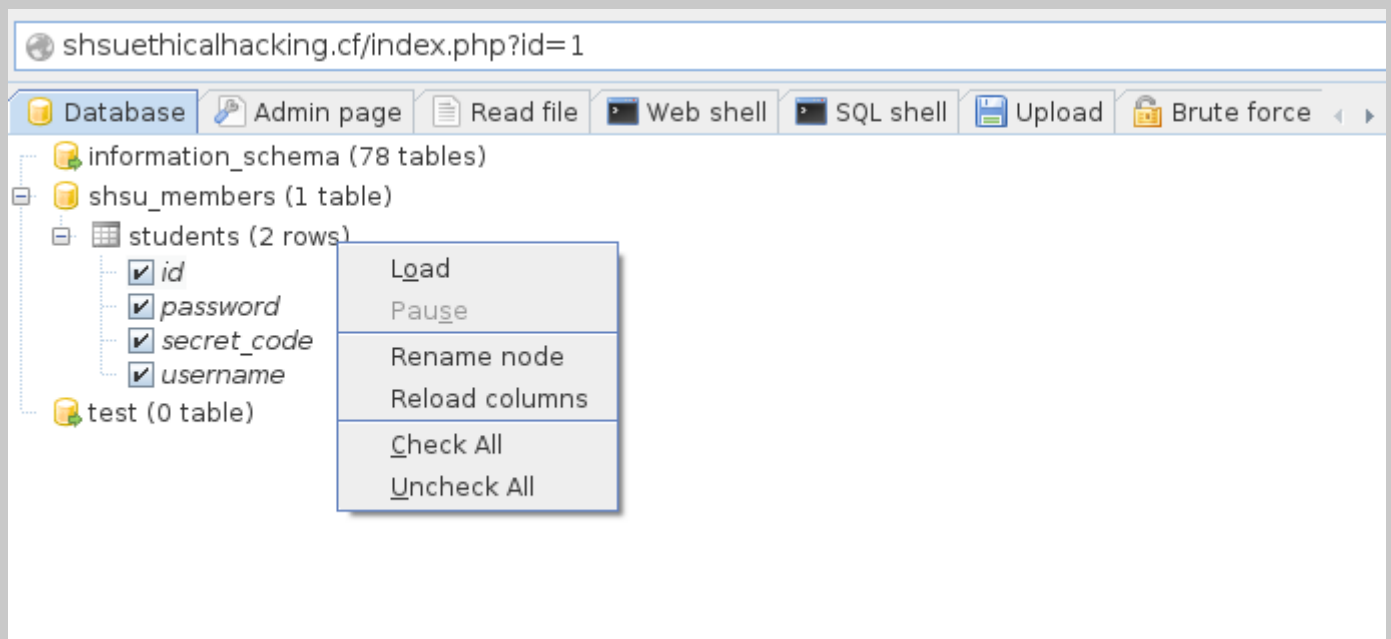 shsuethicalhacking.cf/index.php?id=1
Database Admin page Read file Web shell SQL shell Upload Brute force
information_schema (78 tables)
shsu_members (1 table)
students (2 rows)
id
password
secret_code
username
test (0 table)
Load
Pause
Rename node
Reload columns
Check All
Uncheck All